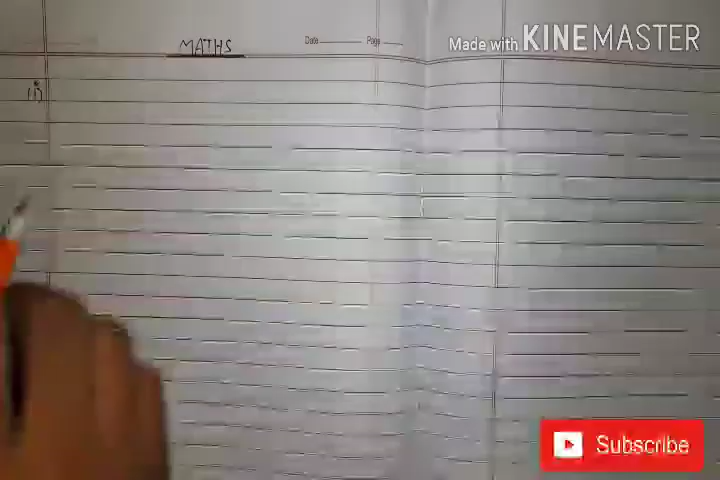 MATHS
Date Page
Made with KINEMASTER
(i)
Subscribe